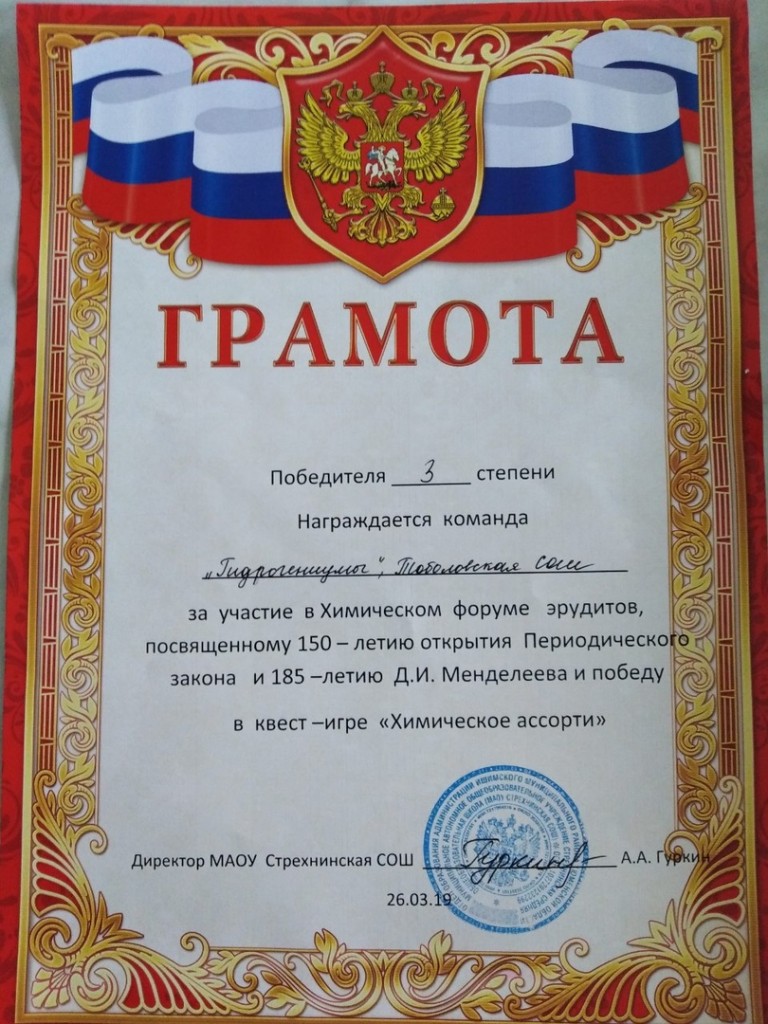 ГРАМОТА
Победителя 3 степени
Награждается команда
„Гидрогениумы", Тоболовская СОШ
за участие в Химическом форуме эрудитов,
посвященному 150 – летию открытия Периодического
закона и 185 –летию Д.И. Менделеева и победу
в квест –игре «Химическое ассорти»
Директор МАОУ Стрехнинская СОШ Гуркин А.А. Гуркин
26.03.19